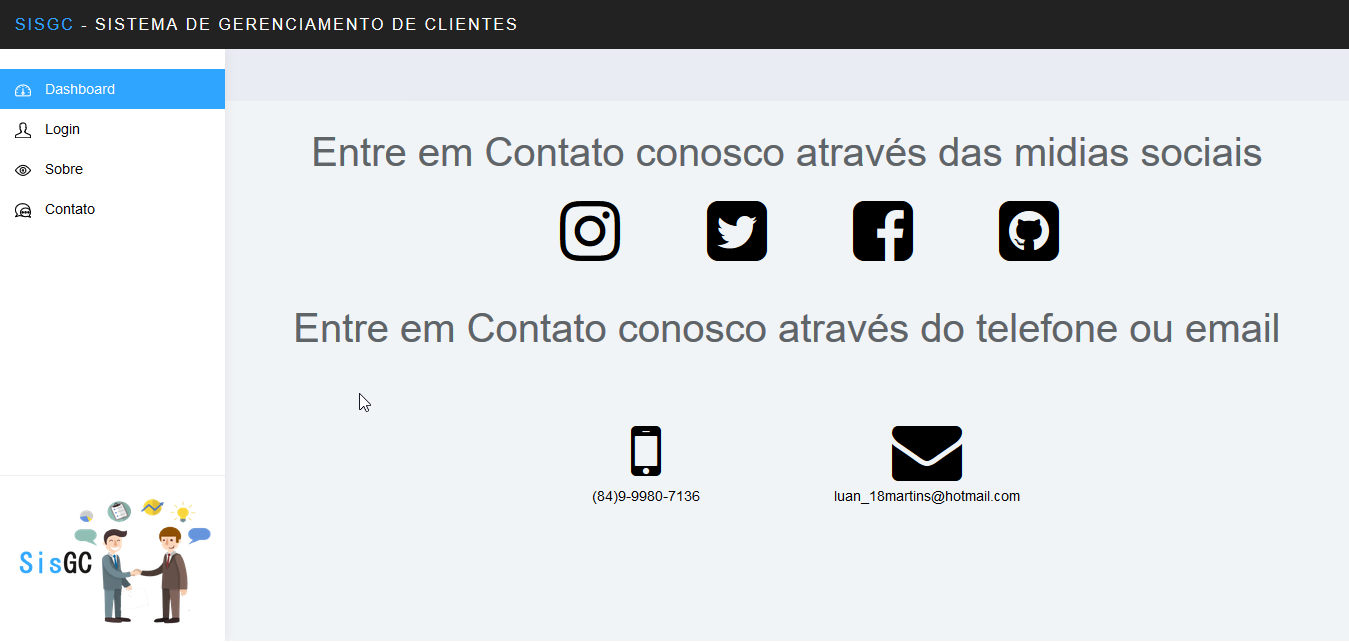 SISGC - SISTEMA DE GERENCIAMENTO DE CLIENTES
Dashboard
Login
Sobre
Contato
Entre em Contato conosco através das midias sociais
Entre em Contato conosco através do telefone ou email
(84)9-9980-7136
luan_18martins@hotmail.com
SisGC